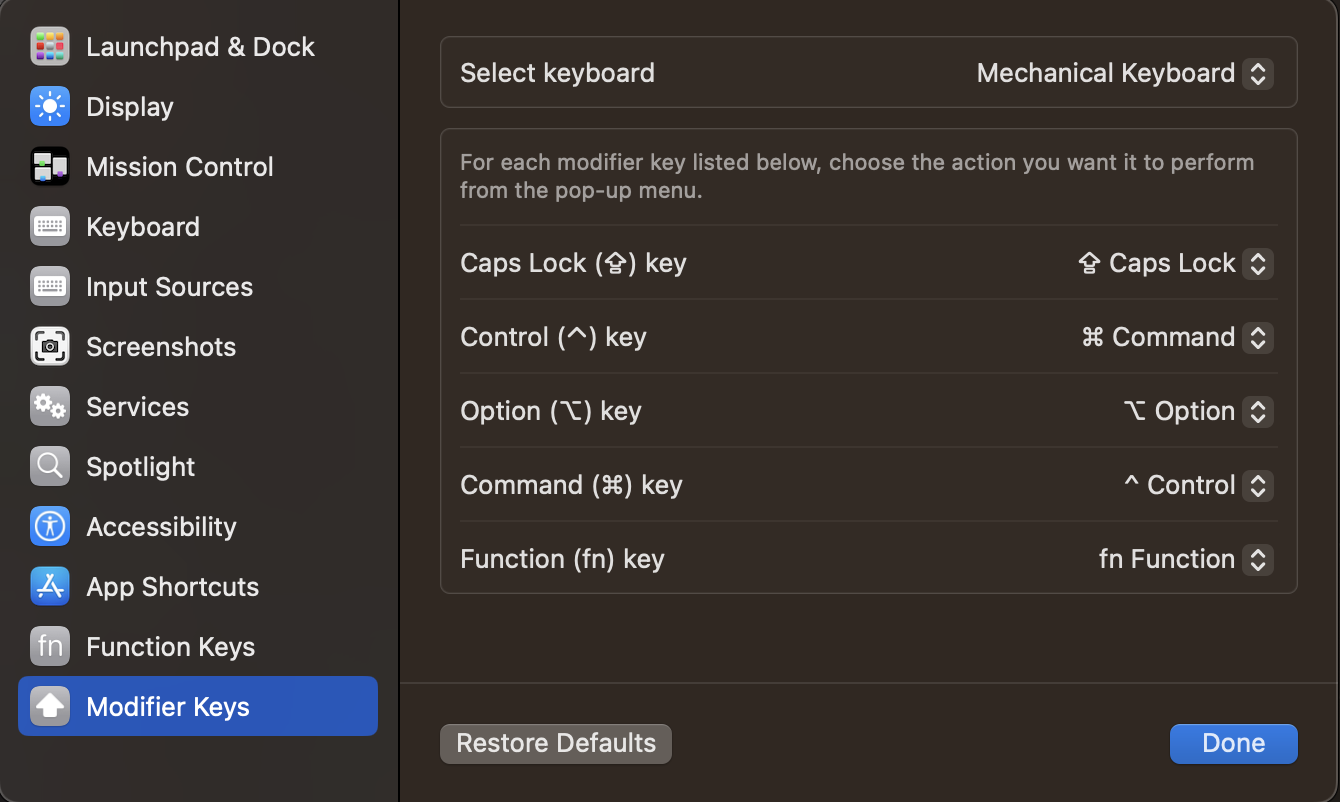 Launchpad & Dock
Display
Mission Control
Keyboard
Input Sources
Screenshots
Services
Spotlight
Accessibility
App Shortcuts
fn Function Keys
Modifier Keys
Select keyboard Mechanical Keyboard
For each modifier key listed below, choose the action you want it to perform
from the pop-up menu.
Caps Lock (⇪) key ⇪ Caps Lock
Control (^) key ⌘ Command
Option (⌥) key ⌥ Option
Command (⌘) key ^ Control
Function (fn) key fn Function
Restore Defaults Done